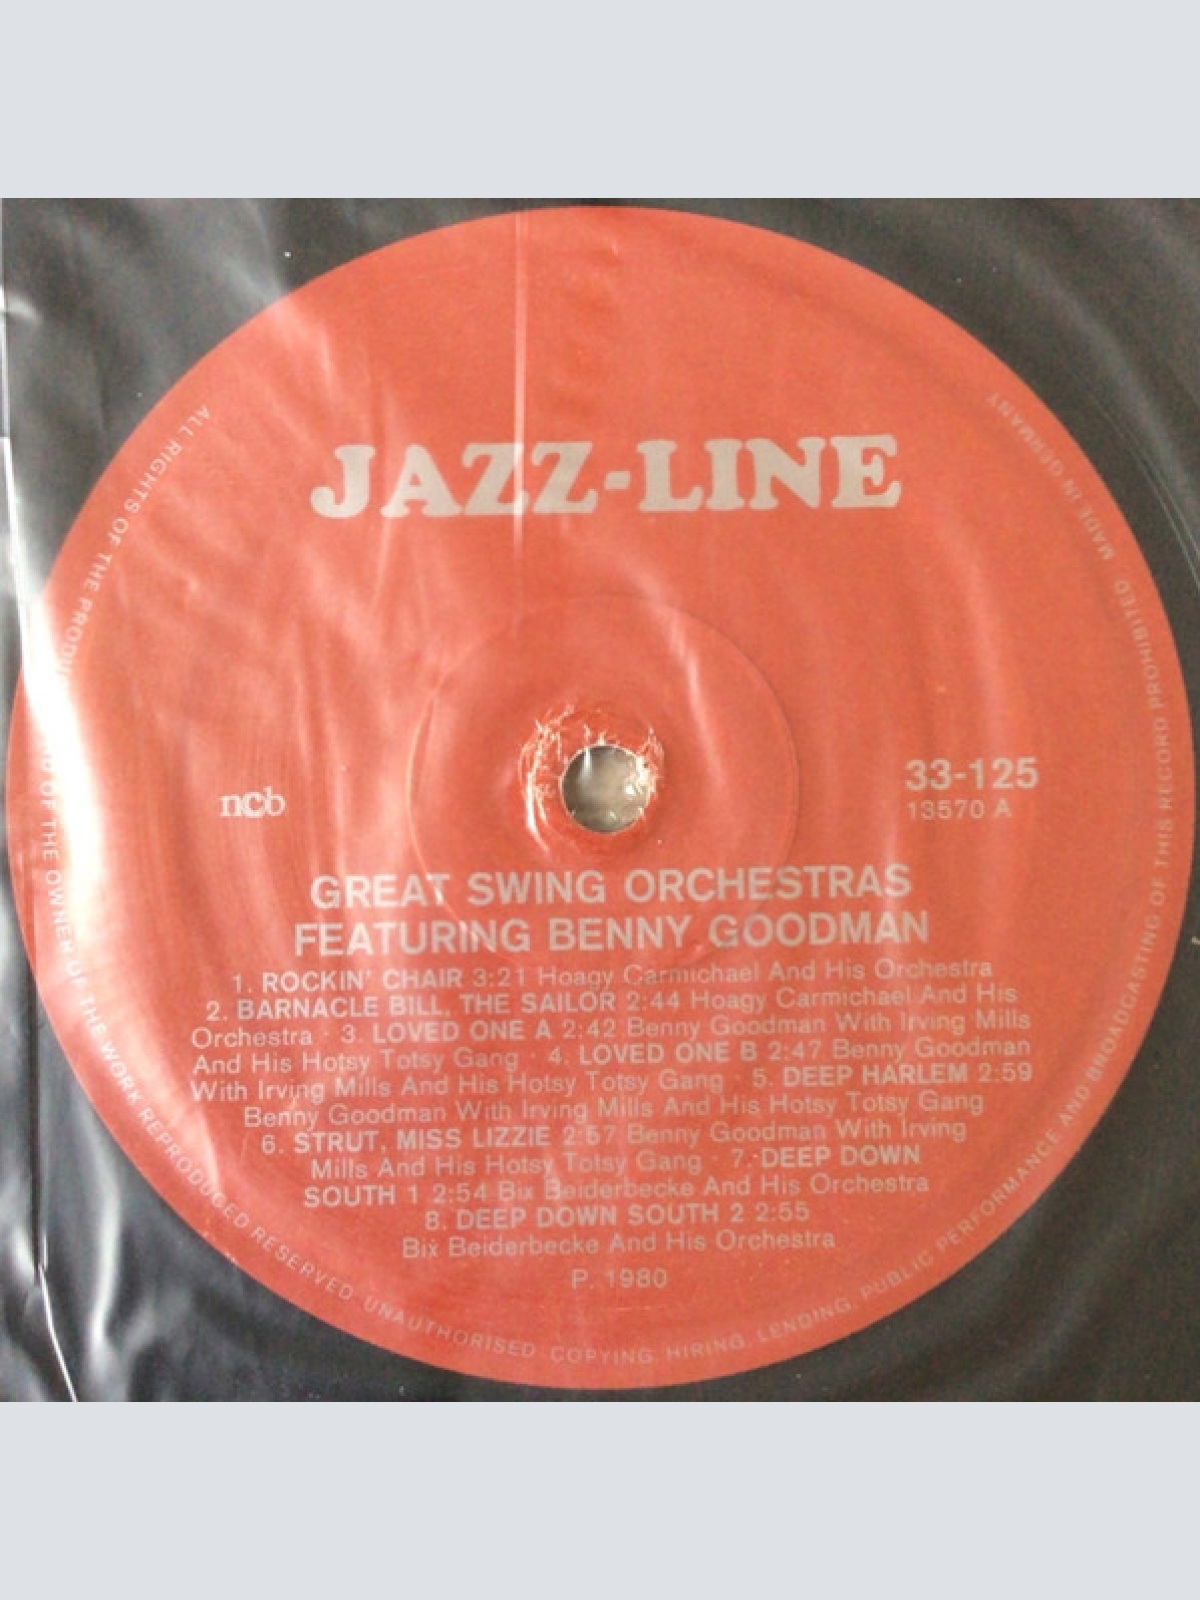 JAZZ-LINE
ncb
33-125
13570 A
GREAT SWING ORCHESTRAS
FEATURING BENNY GOODMAN
1. ROCKIN' CHAIR 3:21 Hoagy Carmichael And His Orchestra
2. BARNACLE BILL, THE SAILOR 2:44 Hoagy Carmichael And His
Orchestra · 3. LOVED ONE A 2:42 Benny Goodman With Irving Mills
And His Hotsy Totsy Gang · 4. LOVED ONE B 2:47 Benny Goodman
With Irving Mills And His Hotsy Totsy Gang · 5. DEEP HARLEM 2:59
Benny Goodman With Irving Mills And His Hotsy Totsy Gang
6. STRUT, MISS LIZZIE 2:57 Benny Goodman With Irving
Mills And His Hotsy Totsy Gang · 7. DEEP DOWN
SOUTH 1 2:54 Bix Beiderbecke And His Orchestra
8. DEEP DOWN SOUTH 2 2:55
Bix Beiderbecke And His Orchestra
P. 1980
ALL RIGHTS OF THE OF THE OWNER OF THE WORK REPRODUCED RESERVED UNAUTHORISED COPYING, HIRING, LENDING, PUBLIC PERFORMANCE AND BROADCASTING OF THIS RECORD PROHIBITED MADE IN GERMANY